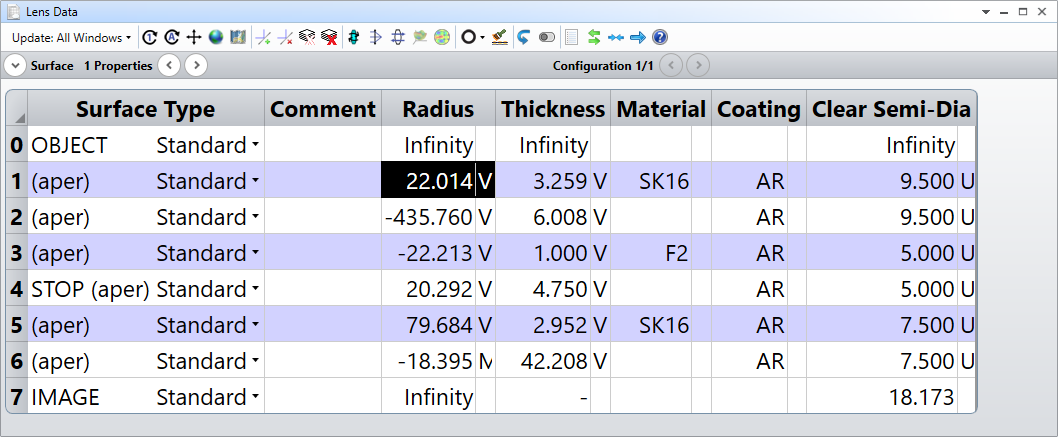 Lens Data
Update: All Windows
Surface 1 Properties Configuration 1/1
Surface Type Comment Radius Thickness Material Coating Clear Semi-Dia
0 OBJECT Standard Infinity Infinity Infinity
1 (aper) Standard 22.014 V 3.259 V SK16 AR 9.500 U
2 (aper) Standard -435.760 V 6.008 V AR 9.500 U
3 (aper) Standard -22.213 V 1.000 V F2 AR 5.000 U
4 STOP (aper) Standard 20.292 V 4.750 V AR 5.000 U
5 (aper) Standard 79.684 V 2.952 V SK16 AR 7.500 U
6 (aper) Standard -18.395 M 42.208 V AR 7.500 U
7 IMAGE Standard Infinity - 18.173